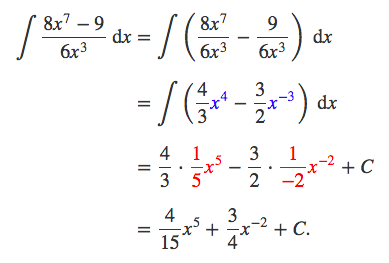 ∫ (8x⁷ − 9)/(6x³) dx = ∫ (8x⁷/(6x³) − 9/(6x³)) dx
= ∫ (4/3 x⁴ − 3/2 x⁻³) dx
= 4/3 · 1/5 x⁵ − 3/2 · 1/(−2) x⁻² + C
= 4/15 x⁵ + 3/4 x⁻² + C.